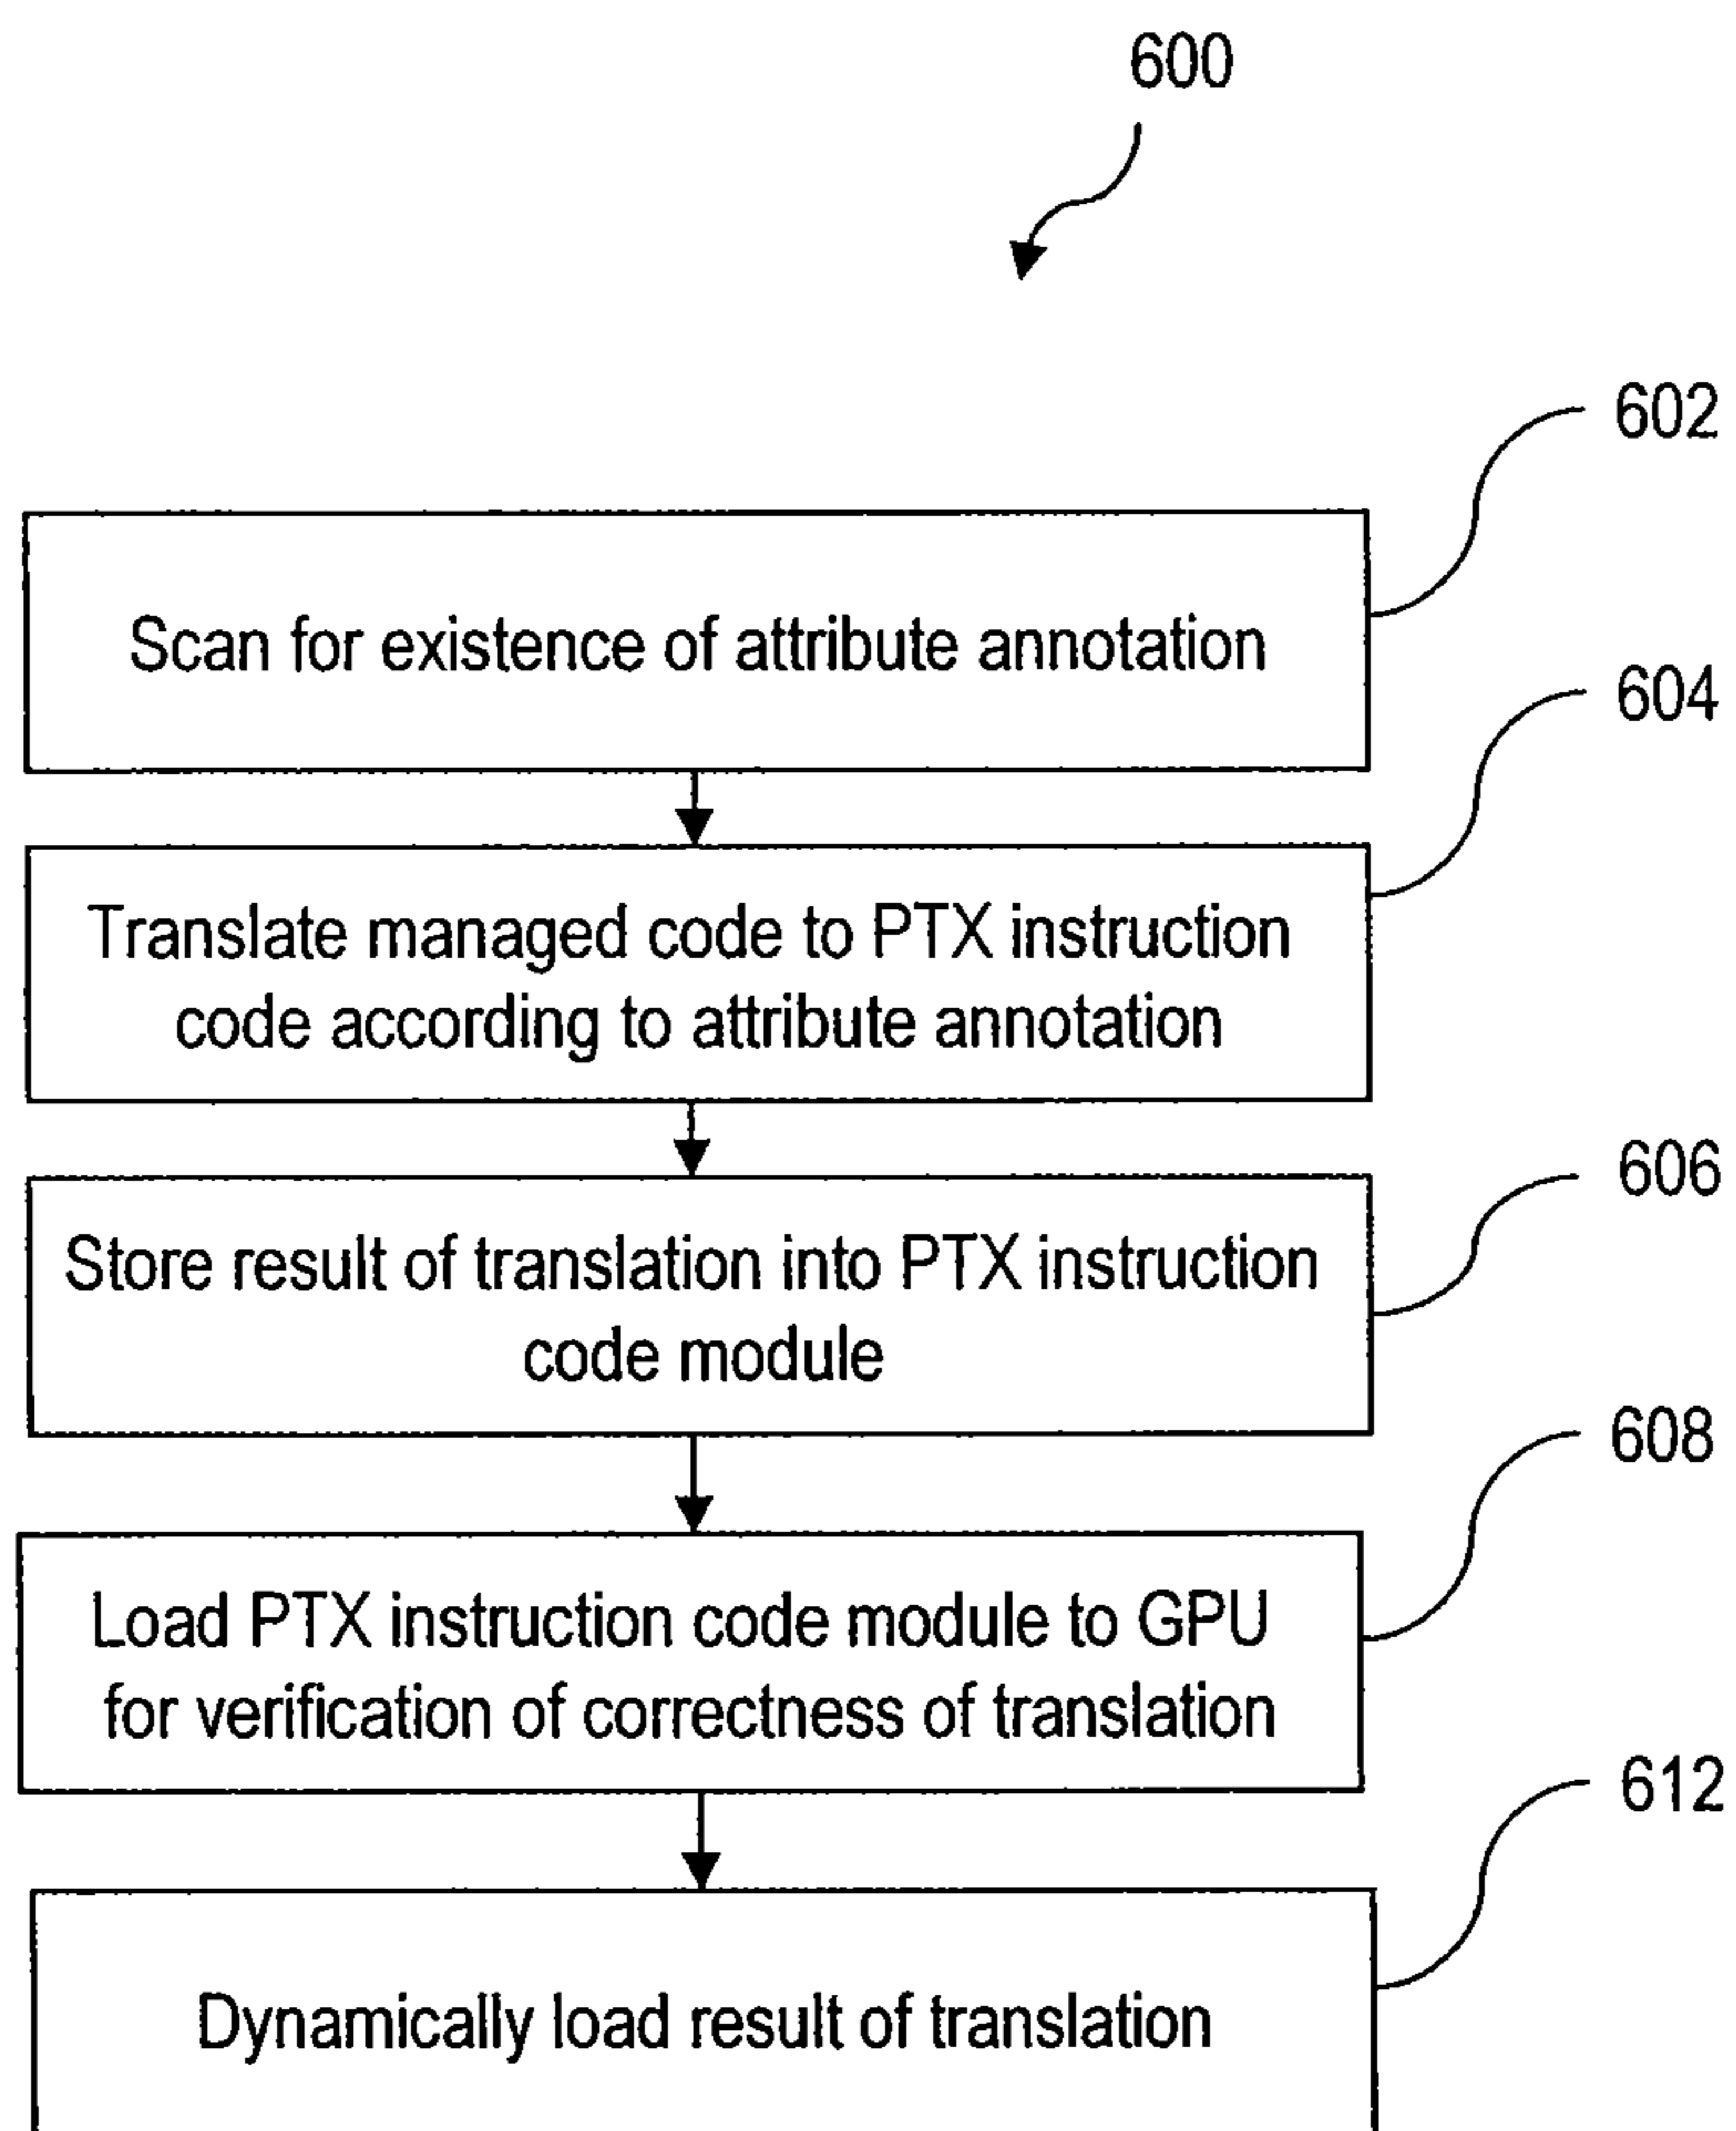 600
602
Scan for existence of attribute annotation
604
Translate managed code to PTX instruction
code according to attribute annotation
606
Store result of translation into PTX instruction
code module
608
Load PTX instruction code module to GPU
for verification of correctness of translation
612
Dynamically load result of translation